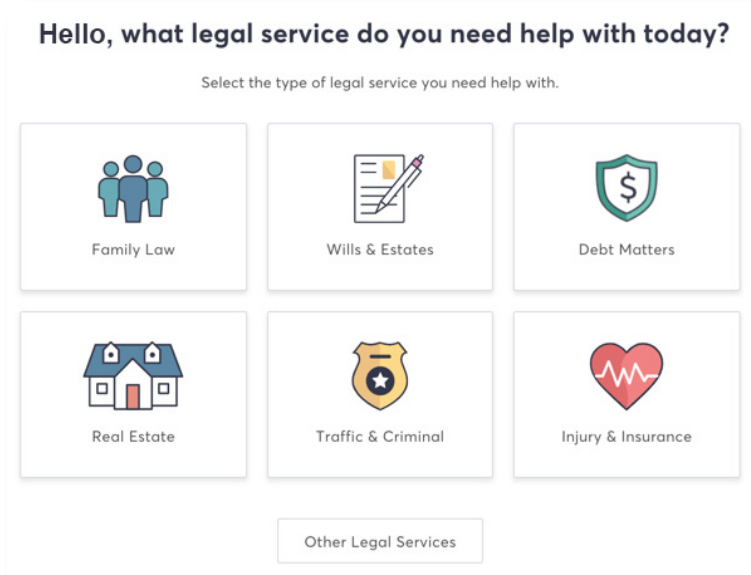 Hello, what legal service do you need help with today?
Select the type of legal service you need help with.
Family Law
Wills & Estates
$
Debt Matters
Real Estate
Traffic & Criminal
Injury & Insurance
Other Legal Services